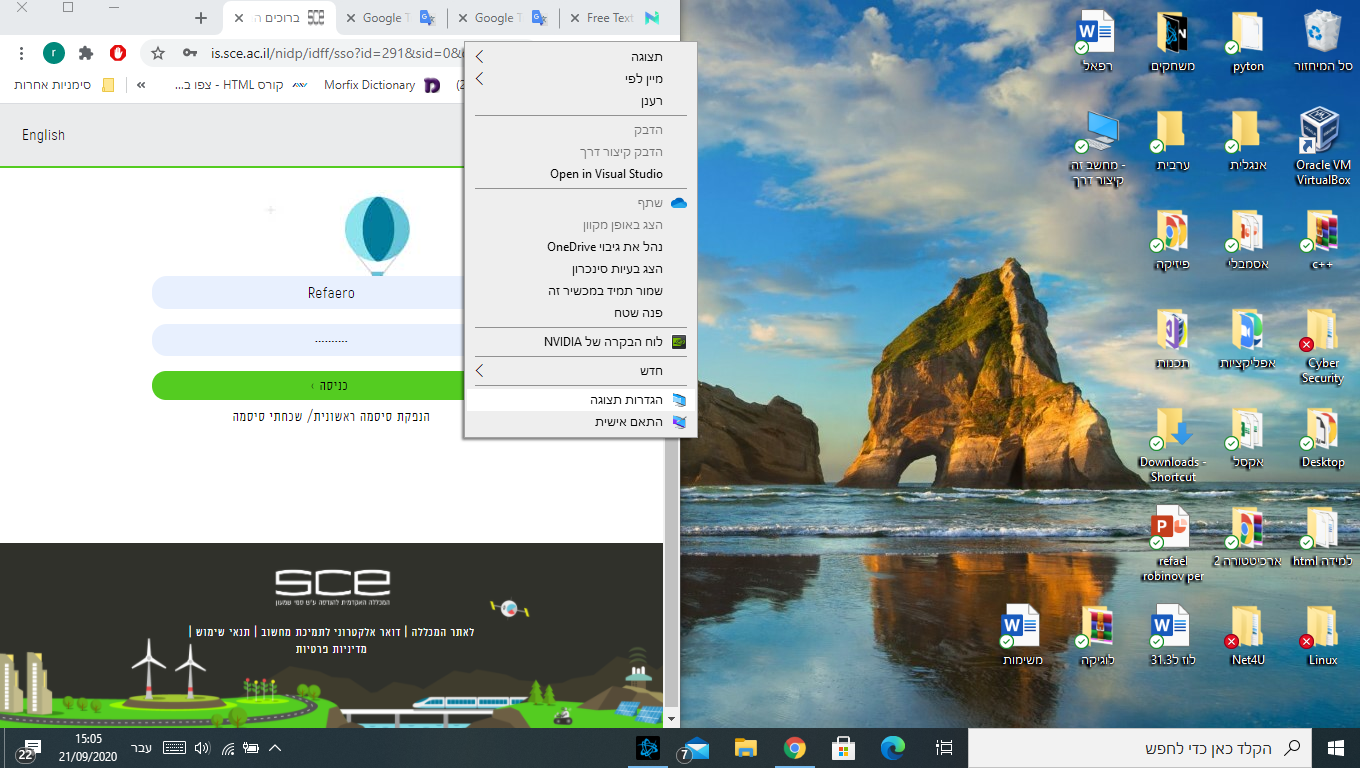 ברוכים ה
Google T
Google T
Free Text
r
is.sce.ac.il/nidp/idff/sso?id=291&sid=0&
סימניות אחרות
»
קורס HTML - צפו ב...
Morfix Dictionary
English
Refaero
כניסה ›
הנפקת סיסמה ראשונית/ שכחתי סיסמה
sce
המכללה האקדמית להנדסה ע"ש סמי שמעון
לאתר המכללה | דואר אלקטרוני לתמיכת מחשוב | תנאי שימוש |
מדיניות פרטיות
תצוגה
מיין לפי
רענן
הדבק
הדבק קיצור דרך
Open in Visual Studio
שתף
הצג באופן מקוון
נהל את גיבוי OneDrive
הצג בעיות סינכרון
שמור תמיד במכשיר זה
פנה שטח
לוח הבקרה של NVIDIA
חדש
הגדרות תצוגה
התאם אישית
סל המיחזור
pyton
משחקים
רפאל
Oracle VM
VirtualBox
אנגלית
ערבית
מחשב זה -
קיצור דרך
c++
אסמבלי
פיזיקה
Cyber
Security
אפליקציות
תכנות
Desktop
אקסל
Downloads -
Shortcut
למידה html
ארכיטטורה 2
refael
robinov per
Linux
Net4U
לוז ל31.3
לוגיקה
משימות
הקלד כאן כדי לחפש
7
עבר
15:05
21/09/2020
22